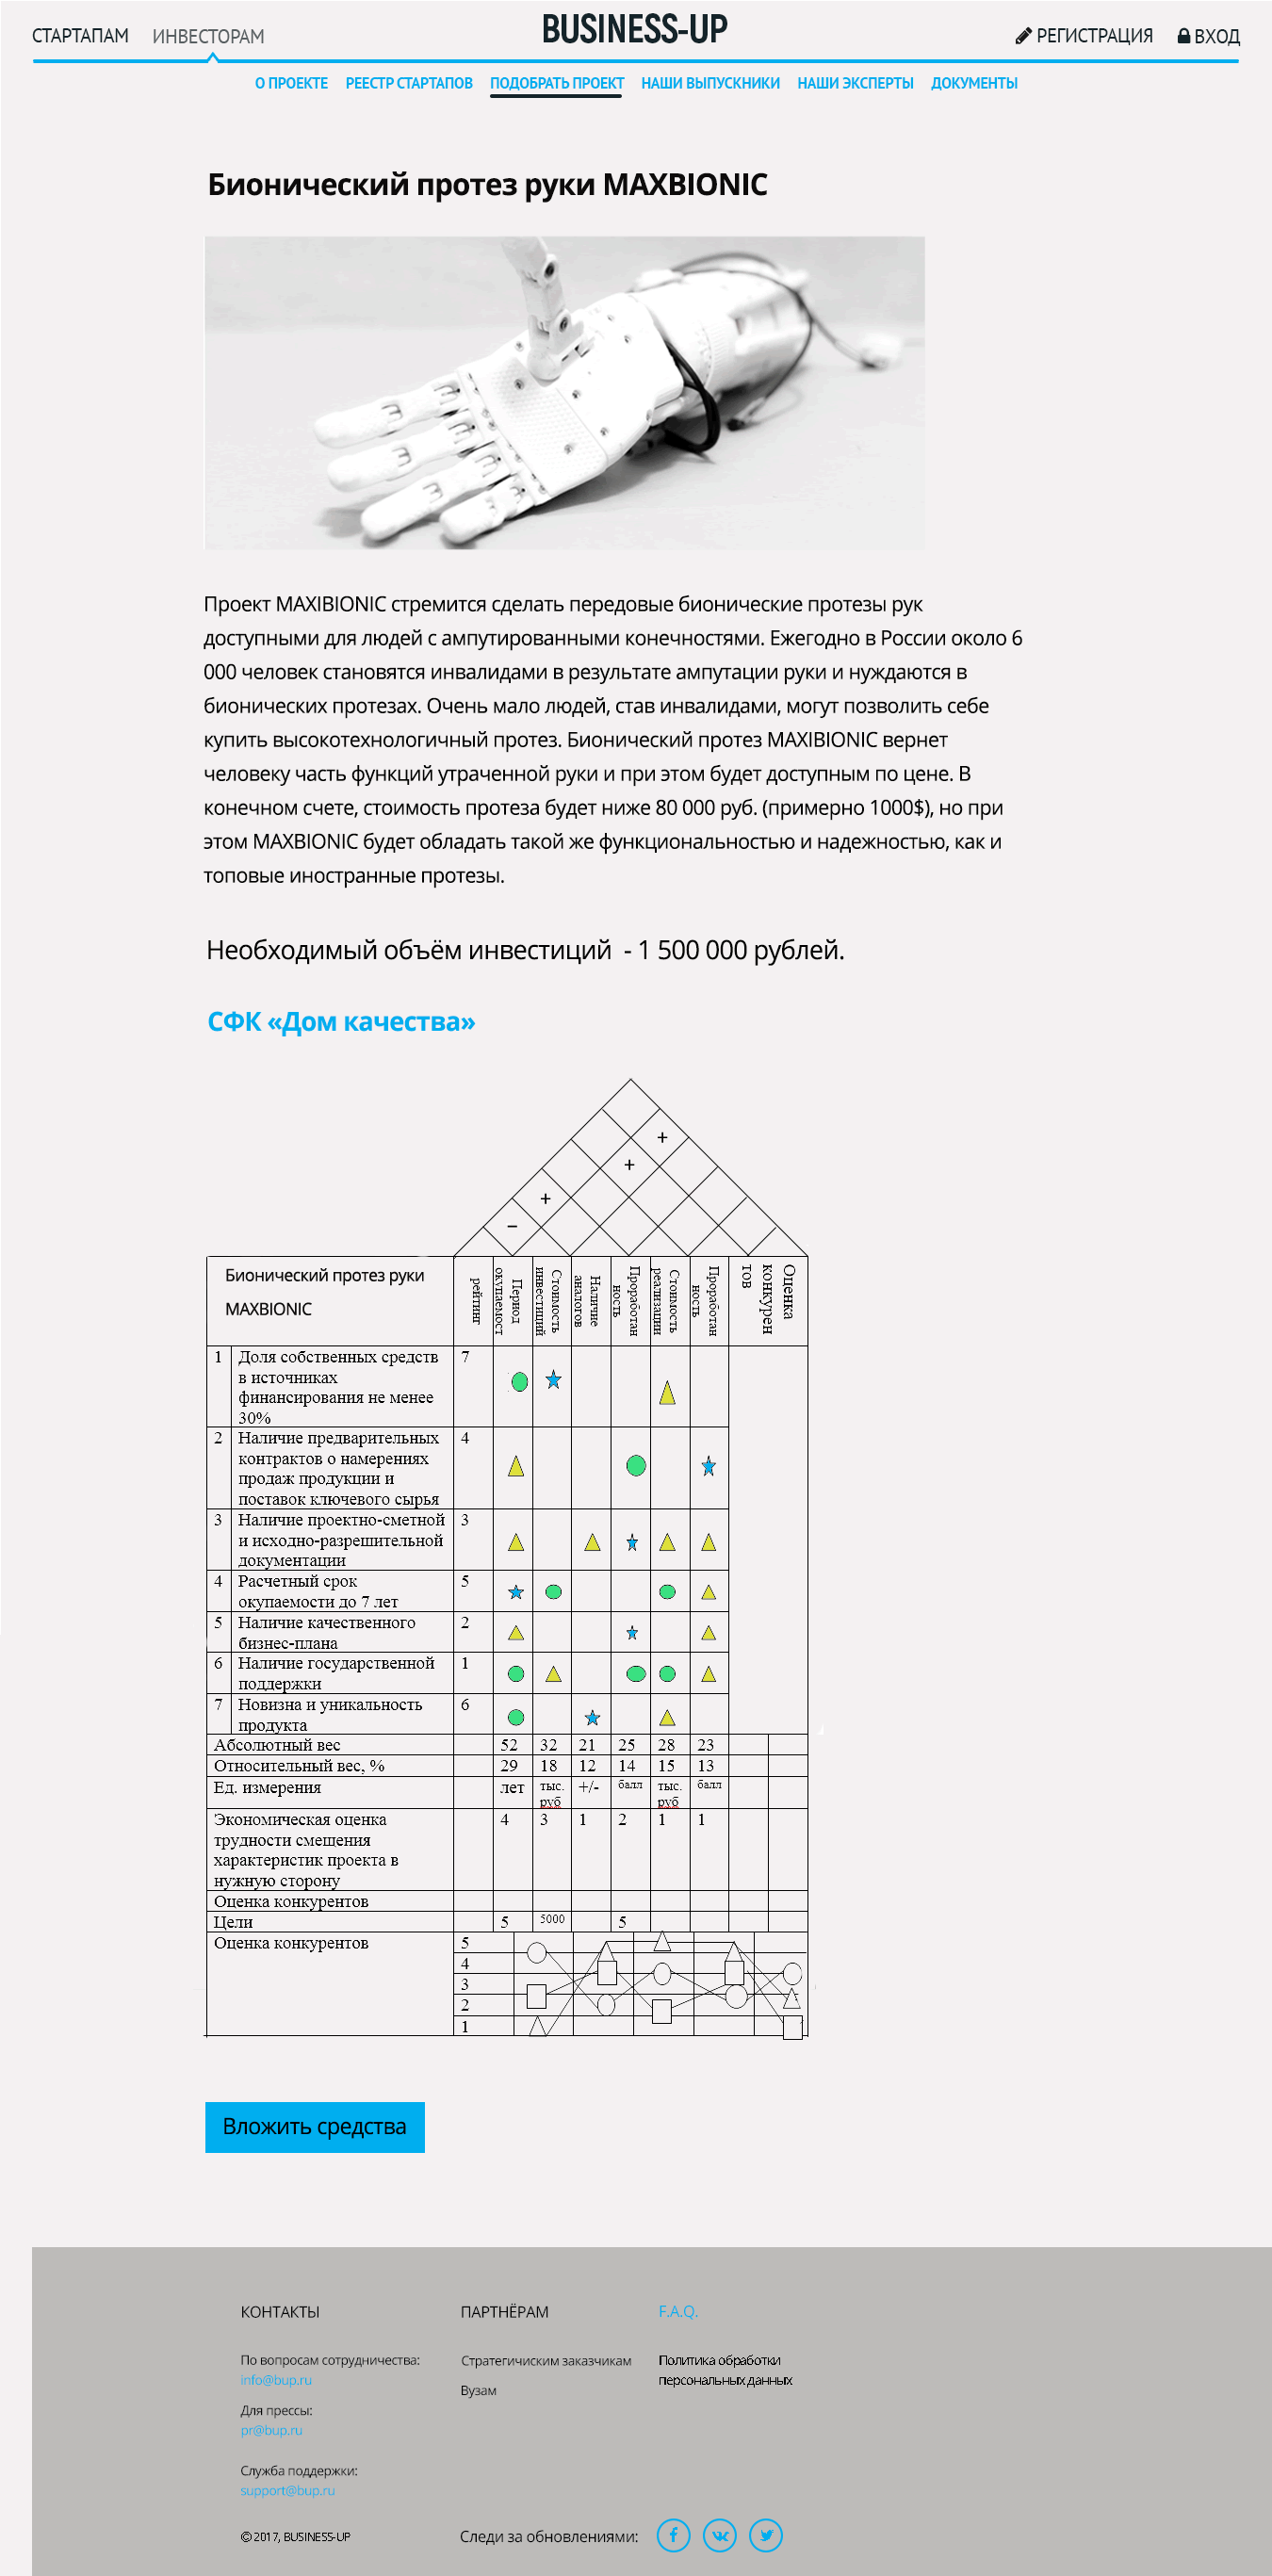 СТАРТАПАМ ИНВЕСТОРАМ BUSINESS-UP РЕГИСТРАЦИЯ ВХОД
О ПРОЕКТЕ РЕЕСТР СТАРТАПОВ ПОДОБРАТЬ ПРОЕКТ НАШИ ВЫПУСКНИКИ НАШИ ЭКСПЕРТЫ ДОКУМЕНТЫ
Бионический протез руки MAXBIONIC
Проект MAXIBIONIC стремится сделать передовые бионические протезы рук
доступными для людей с ампутированными конечностями. Ежегодно в России около 6
000 человек становятся инвалидами в результате ампутации руки и нуждаются в
бионических протезах. Очень мало людей, став инвалидами, могут позволить себе
купить высокотехнологичный протез. Бионический протез MAXIBIONIC вернет
человеку часть функций утраченной руки и при этом будет доступным по цене. В
конечном счете, стоимость протеза будет ниже 80 000 руб. (примерно 1000$), но при
этом MAXBIONIC будет обладать такой же функциональностью и надежностью, как и
топовые иностранные протезы.
Необходимый объём инвестиций - 1 500 000 рублей.
СФК «Дом качества»
+
+
+
−
Бионический протез руки
MAXBIONIC
рейтинг
Период
окупаемост
Стоимость
инвестиций
Наличие
аналогов
Проработан
ность
Стоимость
реализации
Проработан
ность
Оценка
конкурен
тов
1 Доля собственных средств 7
в источниках
финансирования не менее
30%
2 Наличие предварительных 4
контрактов о намерениях
продаж продукции и
поставок ключевого сырья
3 Наличие проектно-сметной 3
и исходно-разрешительной
документации
4 Расчетный срок 5
окупаемости до 7 лет
5 Наличие качественного 2
бизнес-плана
6 Наличие государственной 1
поддержки
7 Новизна и уникальность 6
продукта
Абсолютный вес 52 32 21 25 28 23
Относительный вес, % 29 18 12 14 15 13
Ед. измерения лет тыс. +/- балл тыс. балл
руб руб
Экономическая оценка 4 3 1 2 1 1
трудности смещения
характеристик проекта в
нужную сторону
Оценка конкурентов
Цели 5 5000 5
Оценка конкурентов 5
4
3
2
1
Вложить средства
КОНТАКТЫ ПАРТНЁРАМ F.A.Q.
По вопросам сотрудничества: Стратегичиским заказчикам Политика обработки
info@bup.ru персональных данных
Вузам
Для прессы:
pr@bup.ru
Служба поддержки:
support@bup.ru
© 2017, BUSINESS-UP Следи за обновлениями: